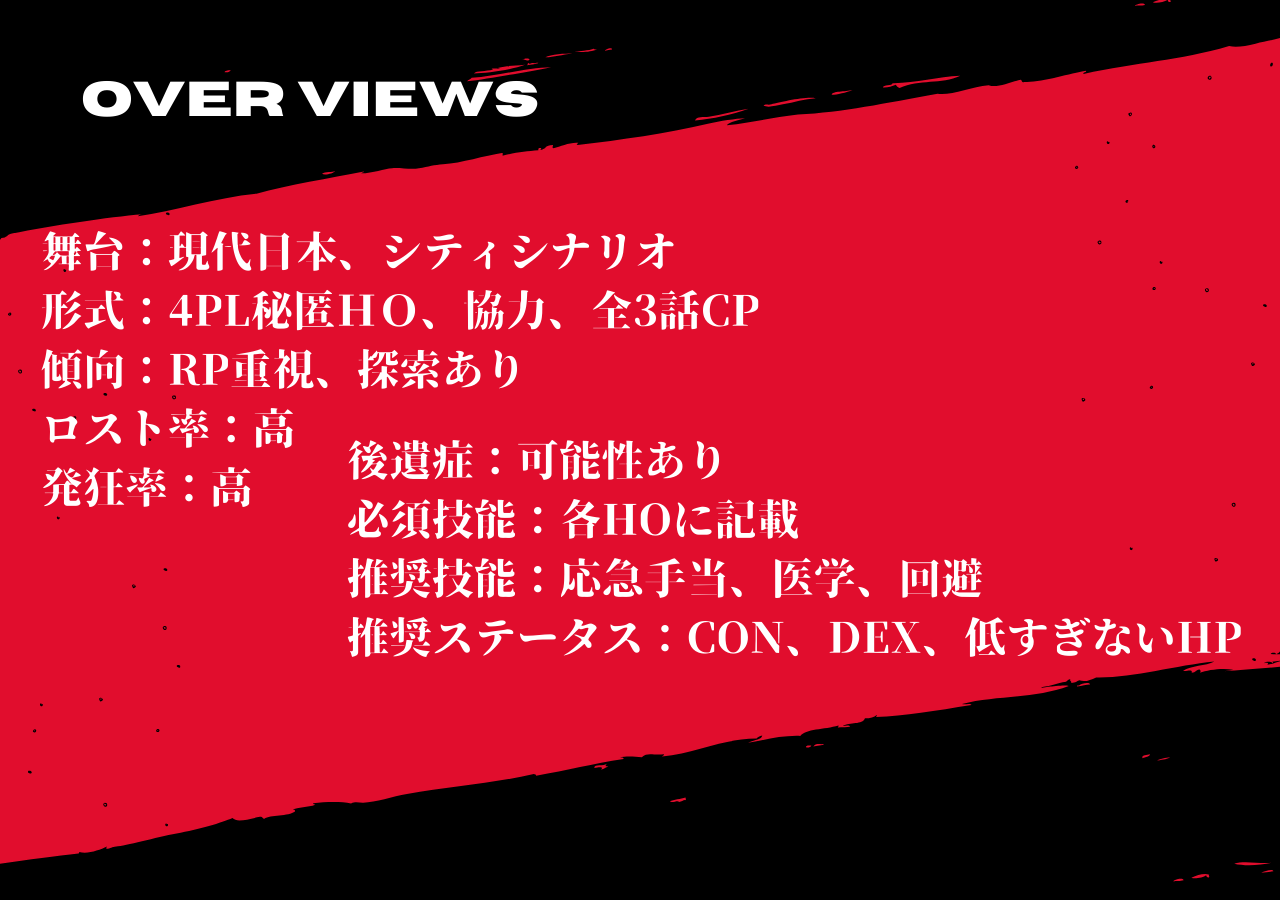 OVER VIEWS
舞台：現代日本、シティシナリオ
形式：4PL秘匿ＨＯ、協力、全3話CP
傾向：RP重視、探索あり
ロスト率：高
発狂率：高
後遺症：可能性あり
必須技能：各HOに記載
推奨技能：応急手当、医学、回避
推奨ステータス：CON、DEX、低すぎないHP